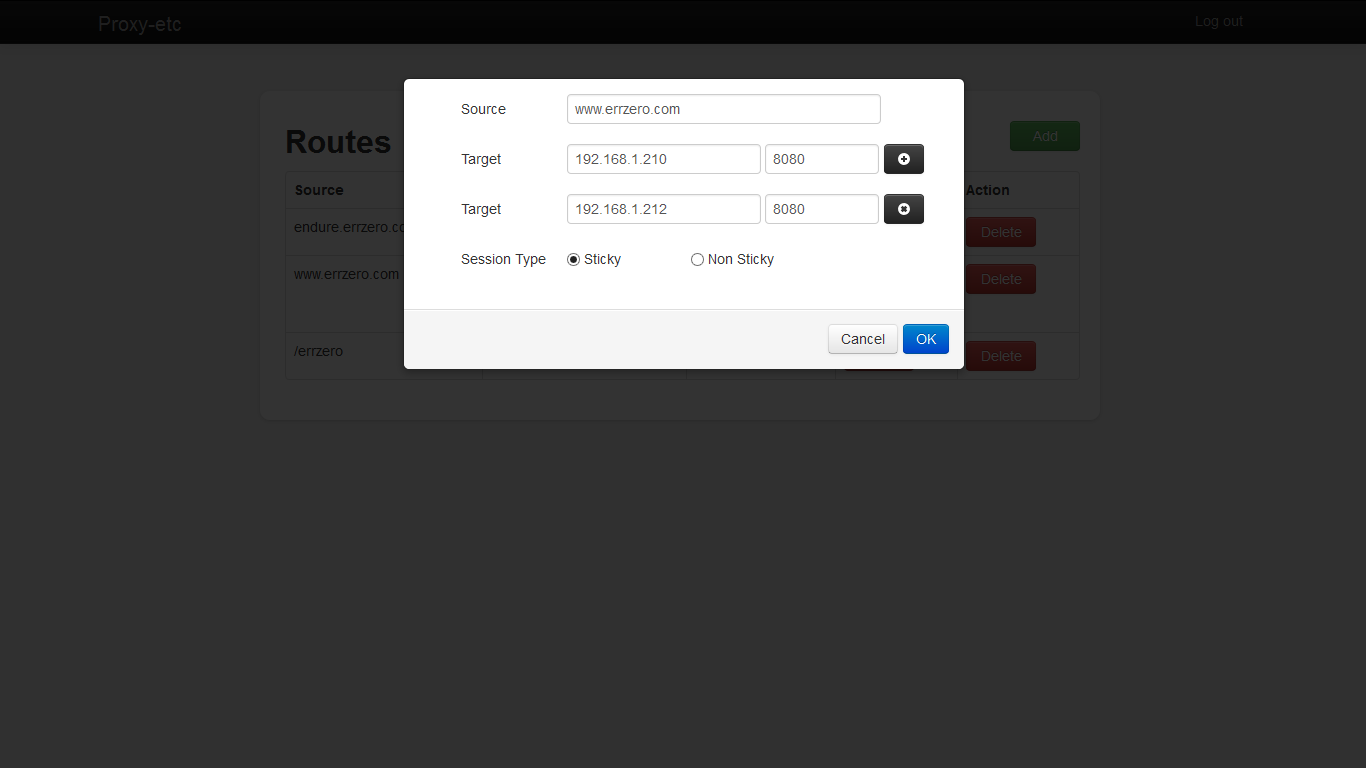 Proxy-etc Log out
Source www.errzero.com
Routes Add
Target 192.168.1.210 8080
Source Action
Target 192.168.1.212 8080
endure.errzero.co Delete
Session Type Sticky Non Sticky
www.errzero.com Delete
Cancel OK
/errzero Delete